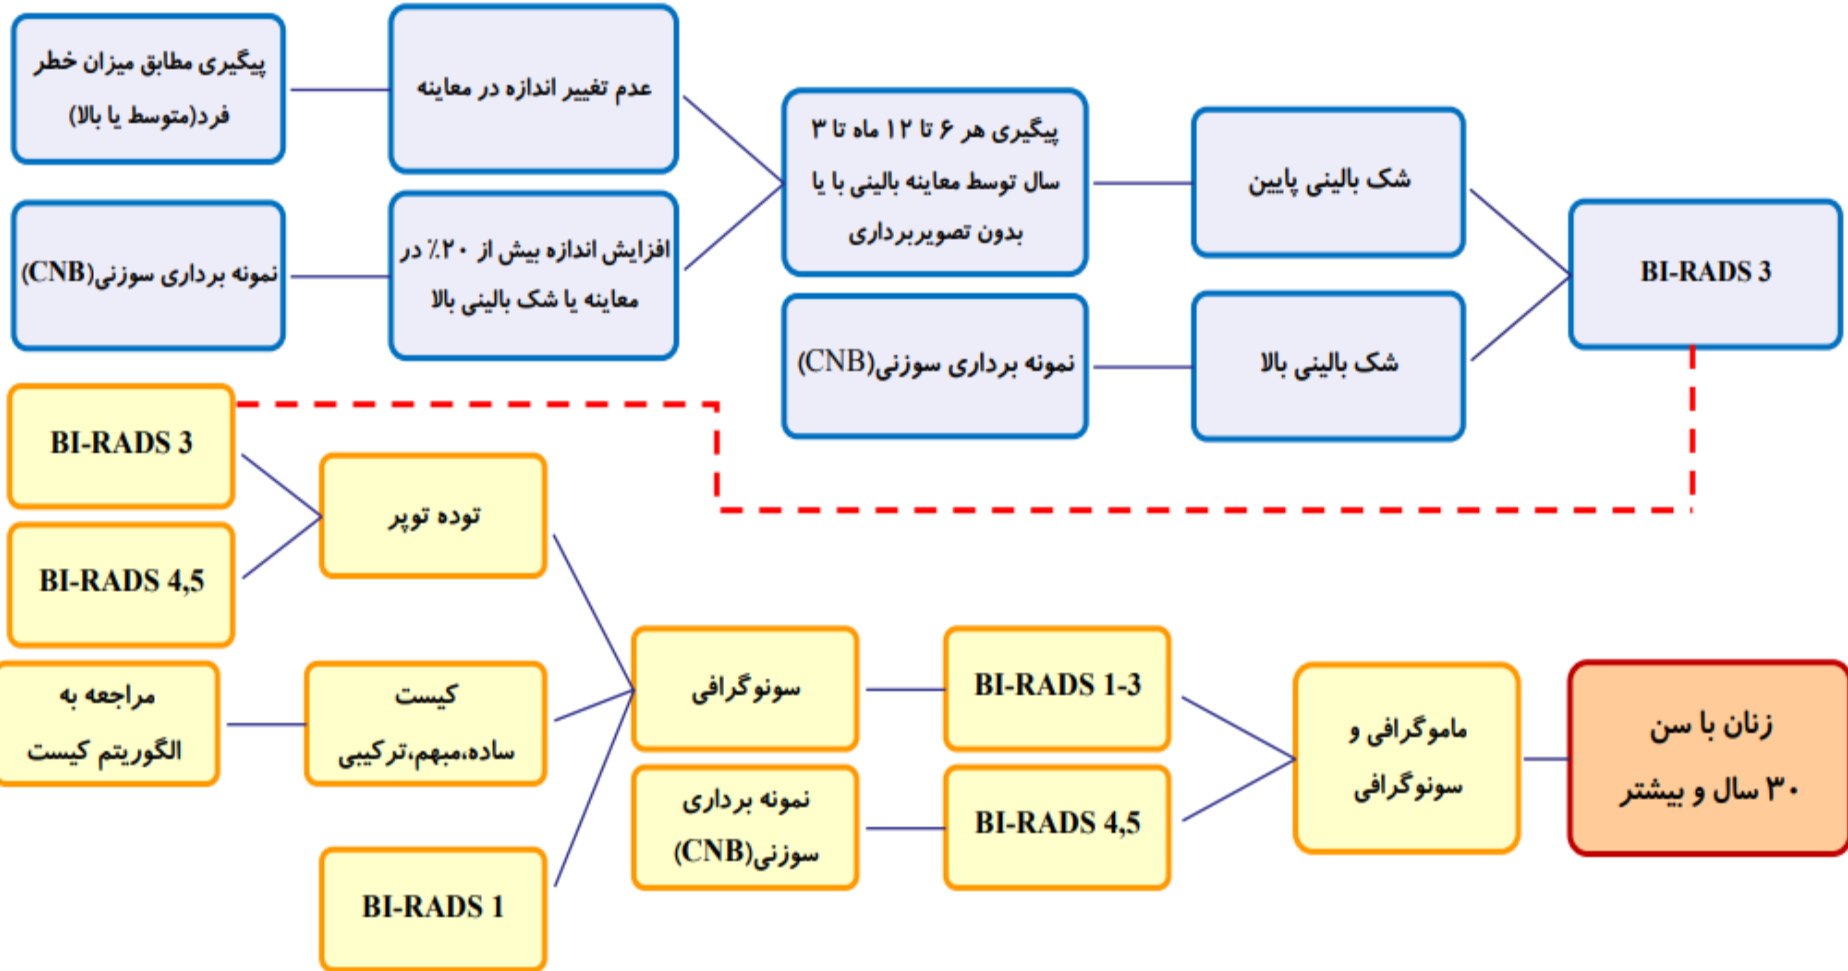 BI-RADS 3
شک بالینی پایین
پیگیری هر ۶ تا ۱۲ ماه تا ۳
سال توسط معاینه بالینی با یا
بدون تصویربرداری
عدم تغییر اندازه در معاینه
پیگیری مطابق میزان خطر
فرد(متوسط یا بالا)
افزایش اندازه بیش از ۲۰٪ در
معاینه یا شک بالینی بالا
نمونه برداری سوزنی(CNB)
شک بالینی بالا
نمونه برداری سوزنی(CNB)
زنان با سن
۳۰ سال و بیشتر
ماموگرافی و
سونوگرافی
BI-RADS 1-3
سونوگرافی
توده توپر
BI-RADS 3
BI-RADS 4,5
کیست
ساده،مبهم،ترکیبی
مراجعه به
الگوریتم کیست
BI-RADS 1
BI-RADS 4,5
نمونه برداری
سوزنی(CNB)